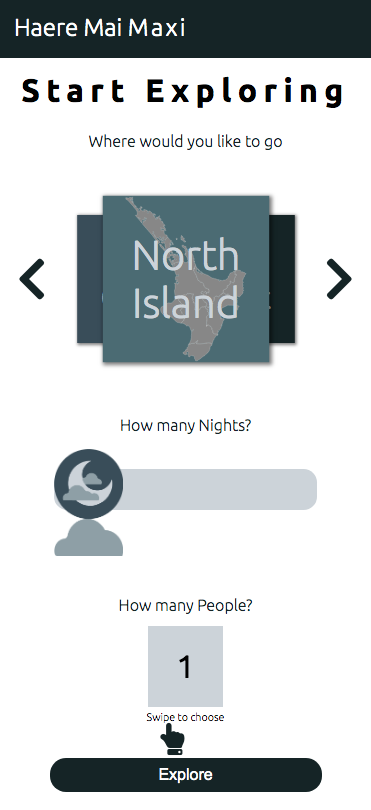 Haere Mai Maxi
Start Exploring
Where would you like to go
North
Island
How many Nights?
How many People?
1
Swipe to choose
Explore